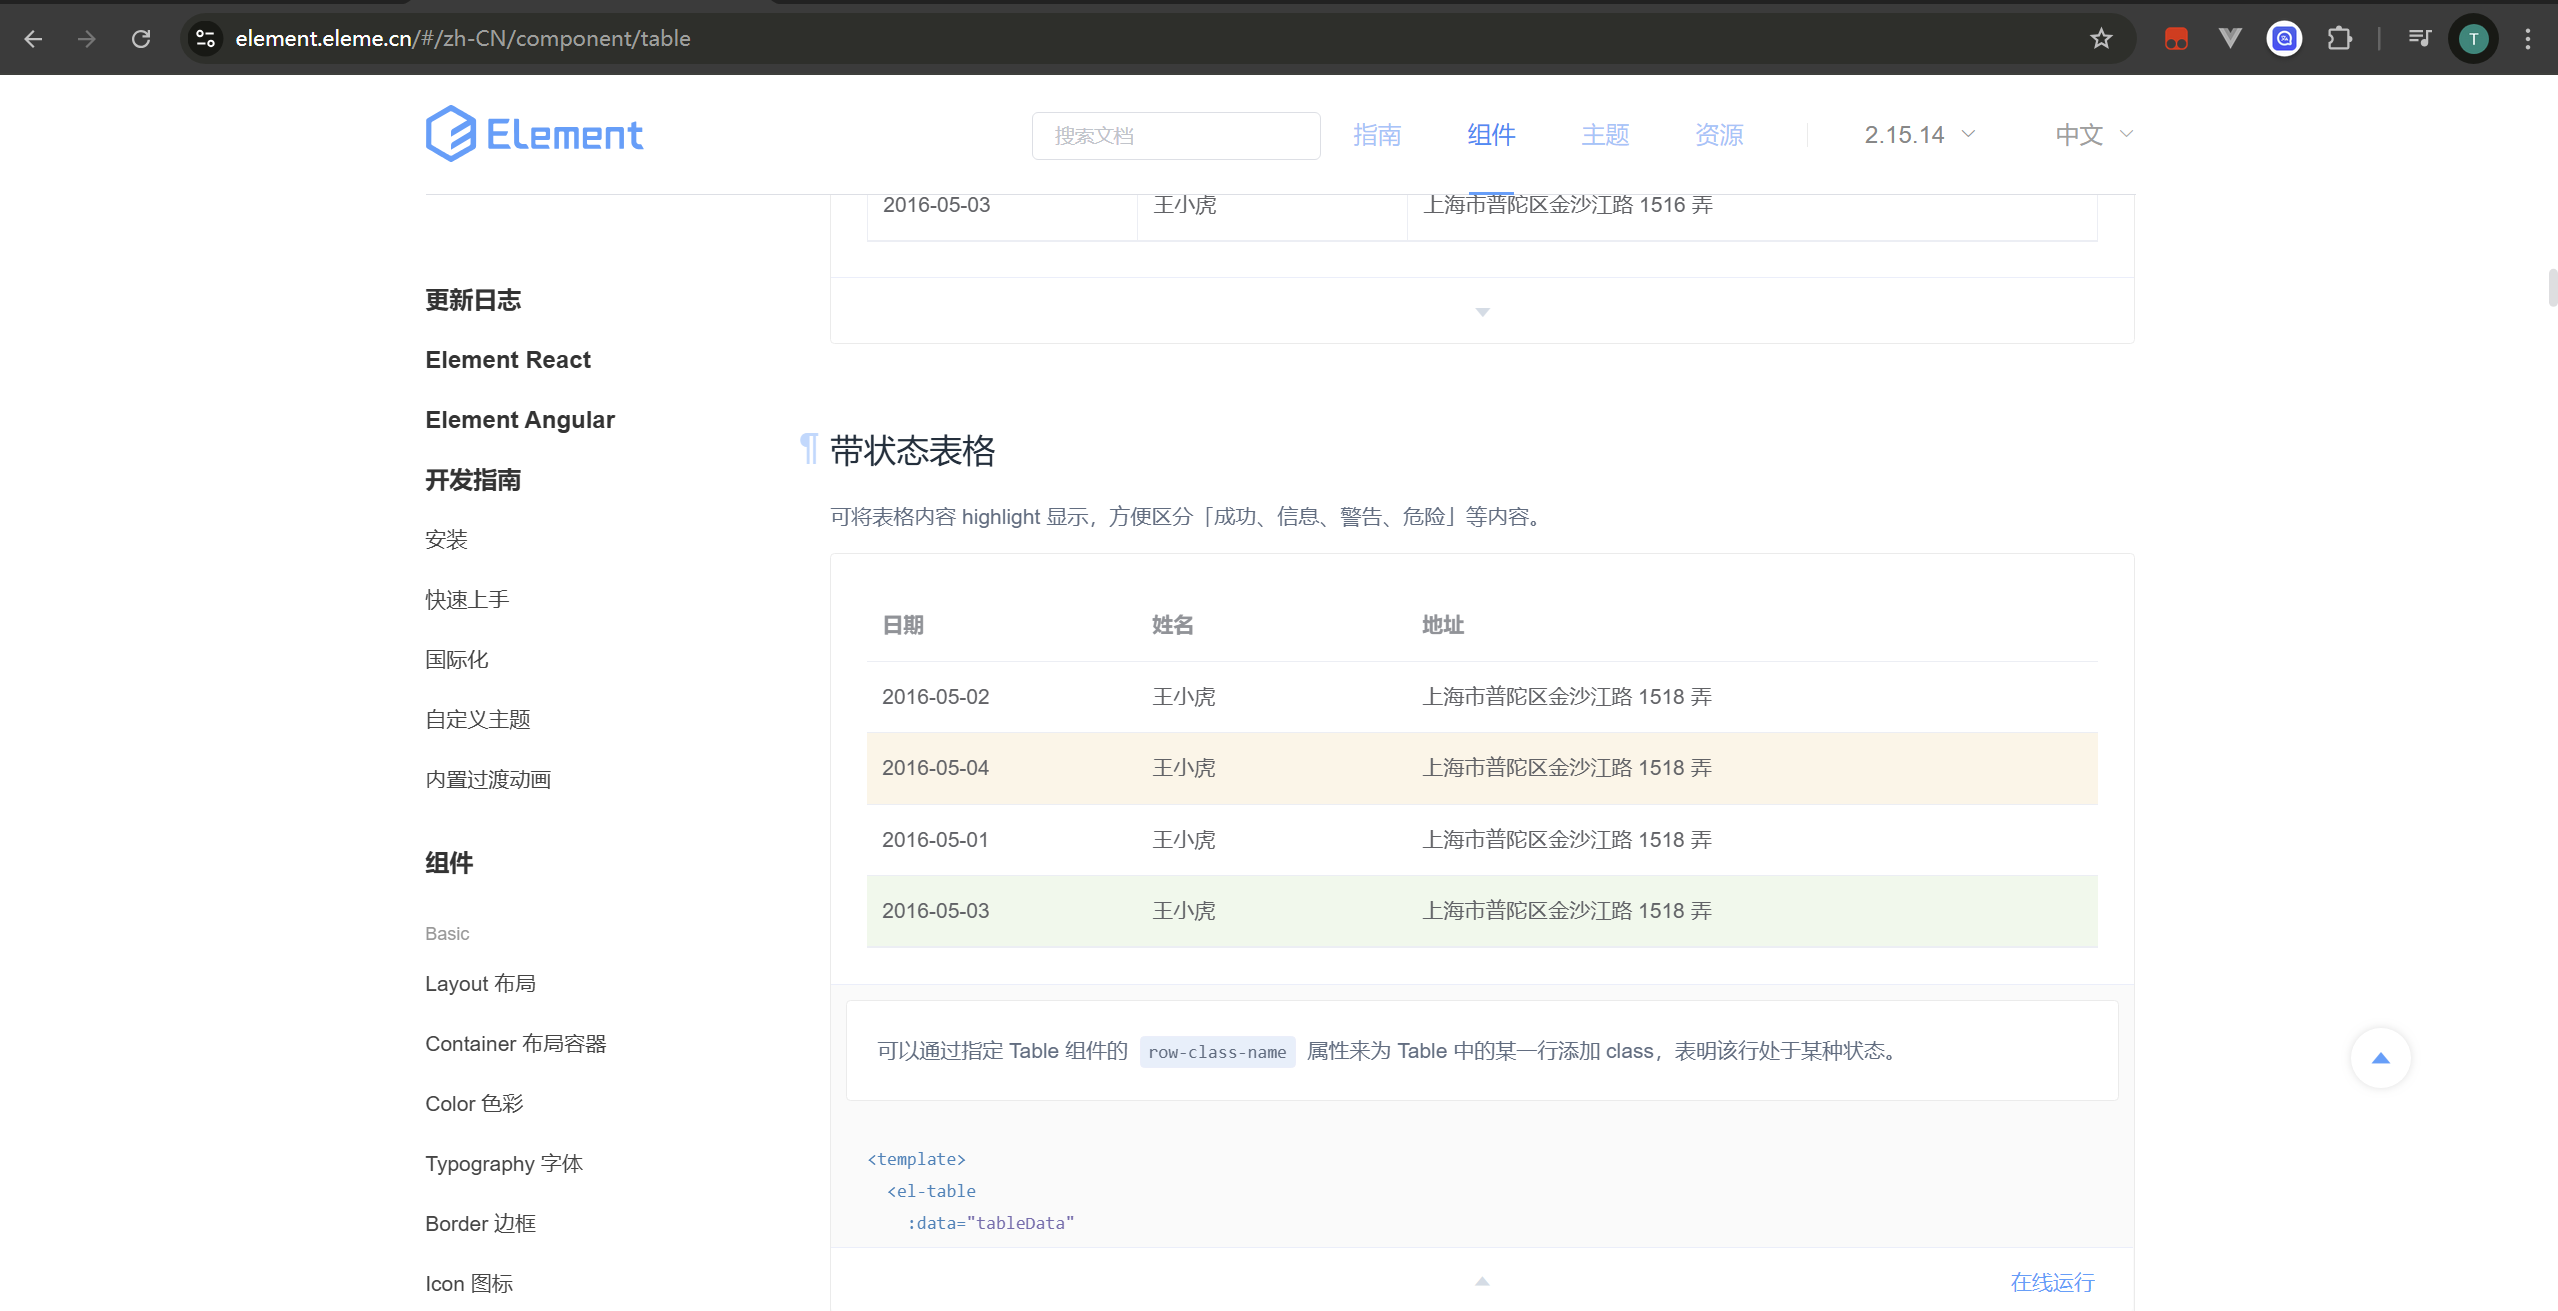 element.eleme.cn/#/zh-CN/component/table
T
Element
搜索文档
指南
组件
主题
资源
2.15.14
中文
更新日志
Element React
Element Angular
开发指南
安装
快速上手
国际化
自定义主题
内置过渡动画
组件
Basic
Layout 布局
Container 布局容器
Color 色彩
Typography 字体
Border 边框
Icon 图标
2016-05-03 王小虎 上海市普陀区金沙江路 1516 弄
¶ 带状态表格
可将表格内容 highlight 显示，方便区分「成功、信息、警告、危险」等内容。
日期 姓名 地址
2016-05-02 王小虎 上海市普陀区金沙江路 1518 弄
2016-05-04 王小虎 上海市普陀区金沙江路 1518 弄
2016-05-01 王小虎 上海市普陀区金沙江路 1518 弄
2016-05-03 王小虎 上海市普陀区金沙江路 1518 弄
可以通过指定 Table 组件的 row-class-name 属性来为 Table 中的某一行添加 class，表明该行处于某种状态。
<template>
<el-table
:data="tableData"
在线运行